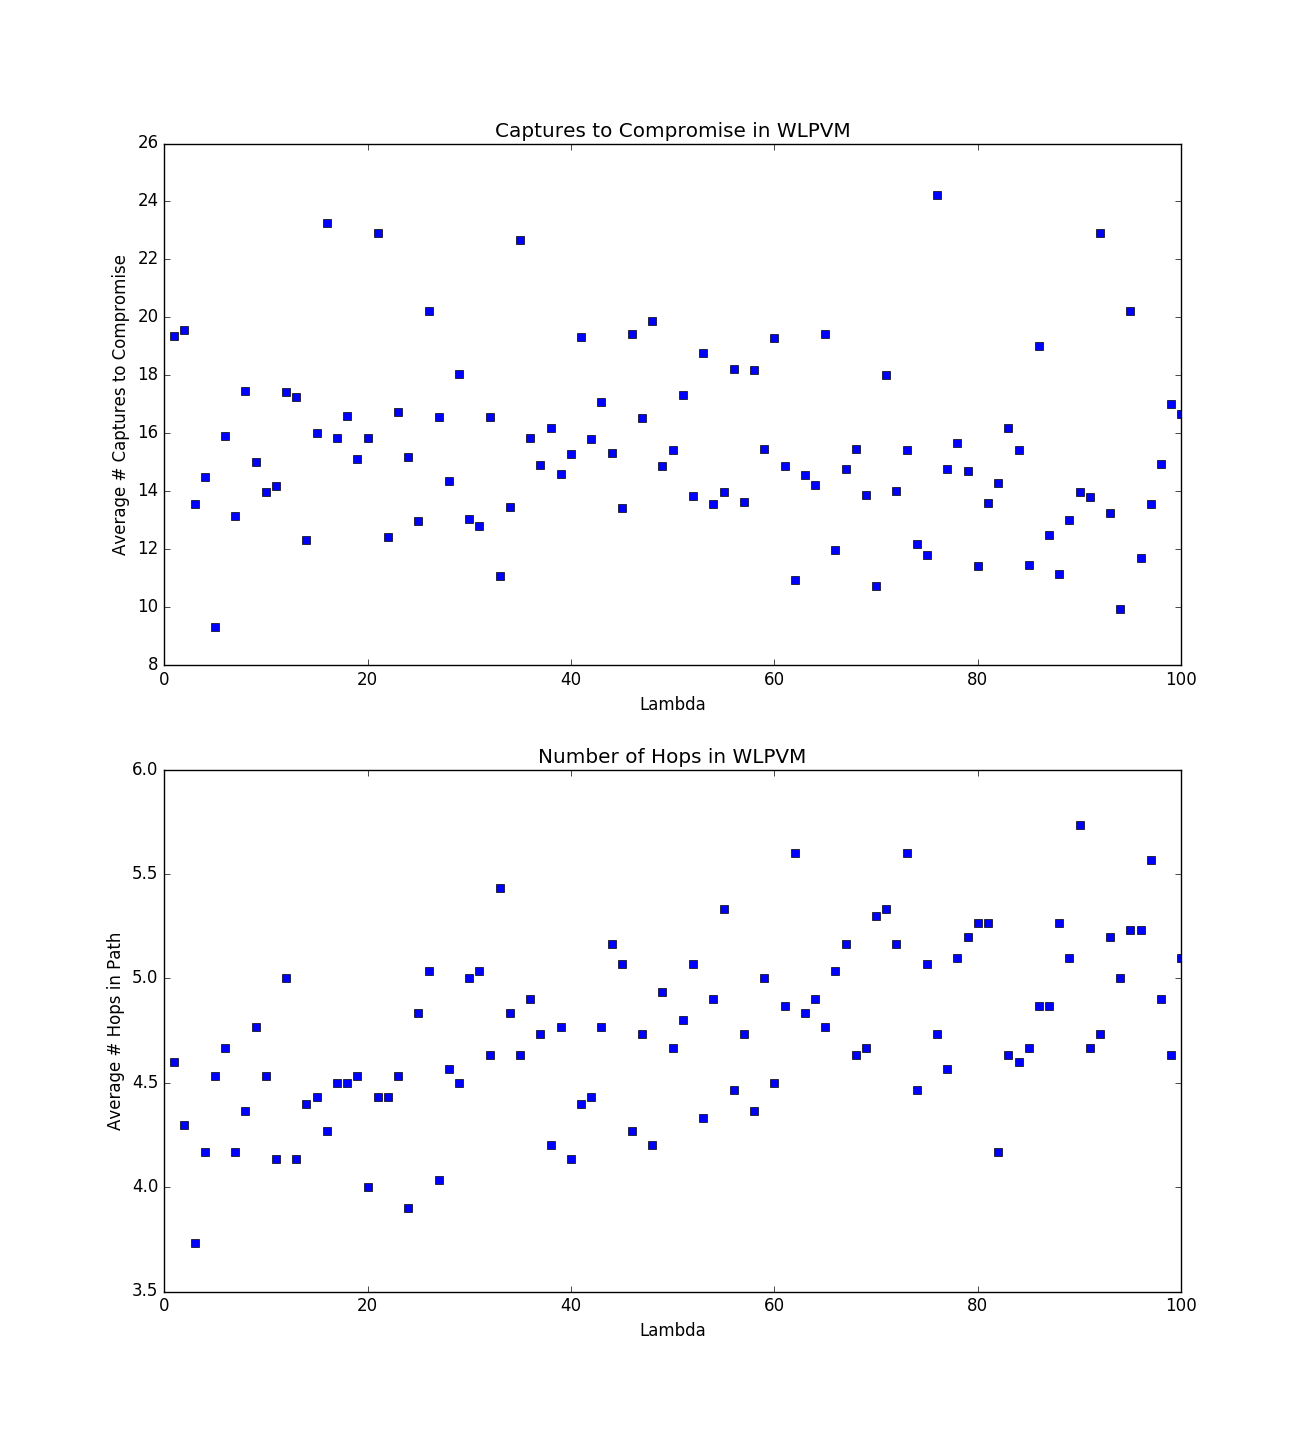 Captures to Compromise in WLPVM
26
24
22
20
18
16
14
12
10
8
Average # Captures to Compromise
0 20 40 60 80 100
Lambda
Number of Hops in WLPVM
6.0
5.5
5.0
4.5
4.0
3.5
Average # Hops in Path
0 20 40 60 80 100
Lambda